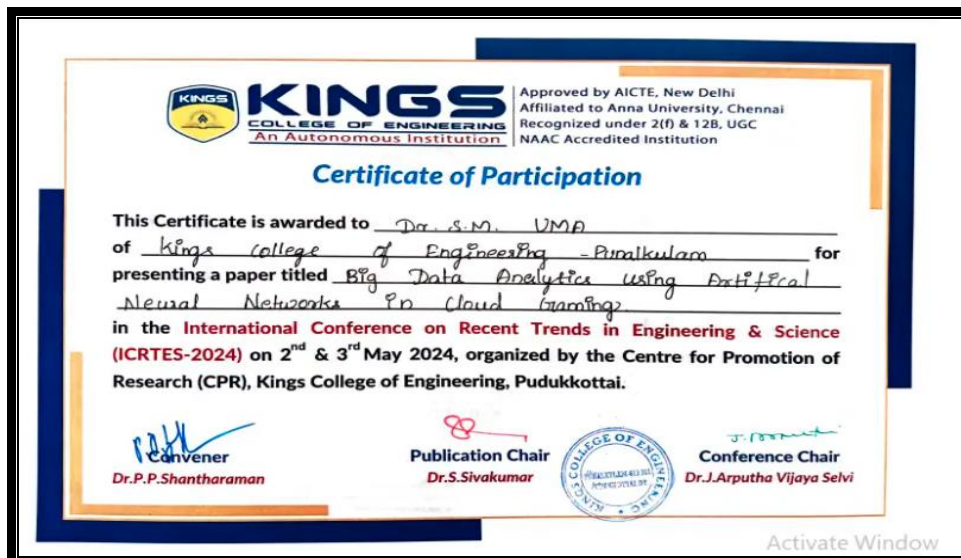 KINGS
KINGS
COLLEGE OF ENGINEERING
An Autonomous Institution
Approved by AICTE, New Delhi
Affiliated to Anna University, Chennai
Recognized under 2(f) & 12B, UGC
NAAC Accredited Institution
Certificate of Participation
This Certificate is awarded to Dr. S.M. UMA
of Kings College of Engineering - Punalkulam for
presenting a paper titled Big Data Analytics using Artifical
Neural Networks in Cloud Gaming
in the International Conference on Recent Trends in Engineering & Science
(ICRTES-2024) on 2nd & 3rd May 2024, organized by the Centre for Promotion of
Research (CPR), Kings College of Engineering, Pudukkottai.
Convener
Dr.P.P.Shantharaman
Publication Chair
Dr.S.Sivakumar
KINGS COLLEGE OF ENGINEERING
Conference Chair
Dr.J.Arputha Vijaya Selvi
Activate Window